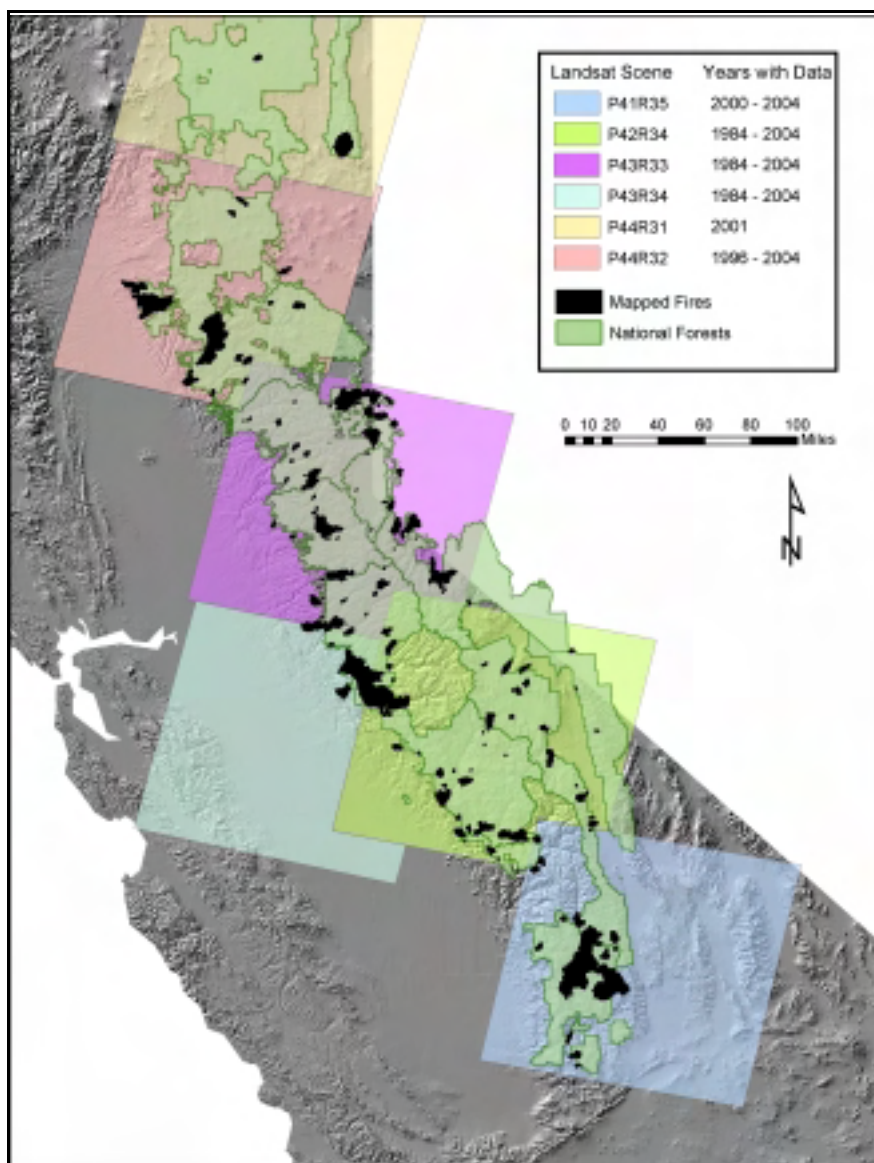 Landsat Scene Years with Data
P41R35 2000 - 2004
P42R34 1984 - 2004
P43R33 1984 - 2004
P43R34 1984 - 2004
P44R31 2001
P44R32 1996 - 2004
Mapped Fires
National Forests
0 10 20 40 60 80 100
Miles
N